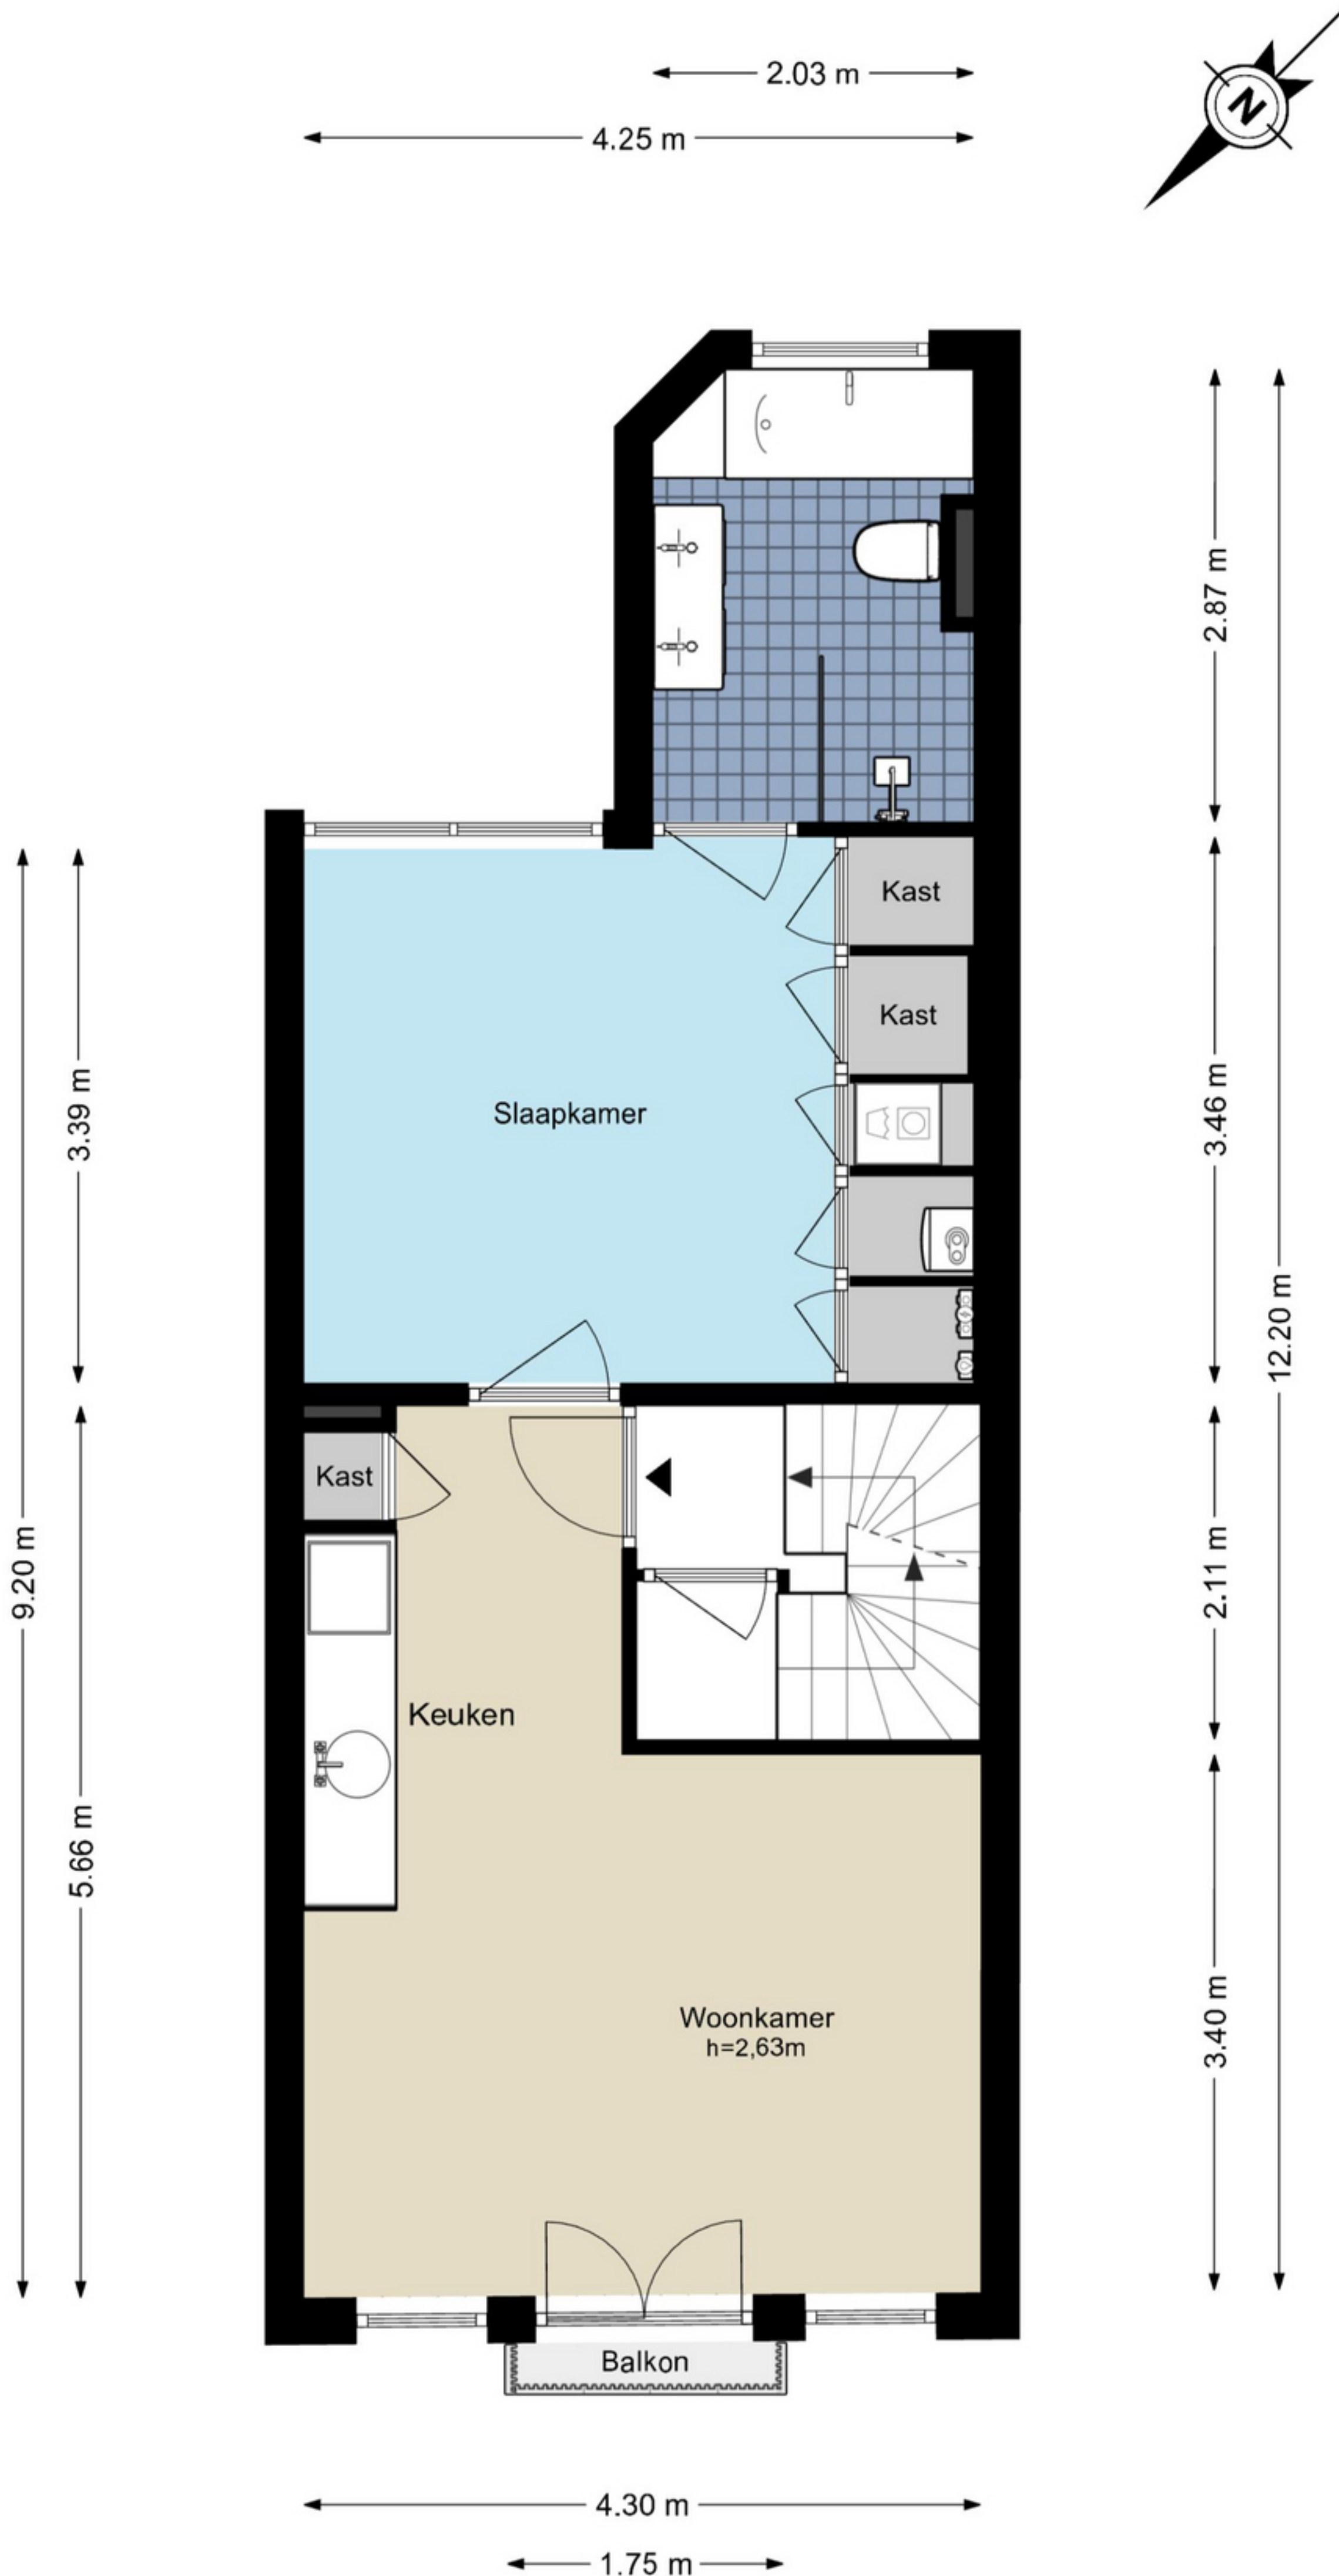 2.03 m
4.25 m
N
2.87 m
Kast
Kast
3.39 m
Slaapkamer
3.46 m
12.20 m
Kast
9.20 m
2.11 m
Keuken
5.66 m
Woonkamer
h=2,63m
3.40 m
Balkon
4.30 m
1.75 m